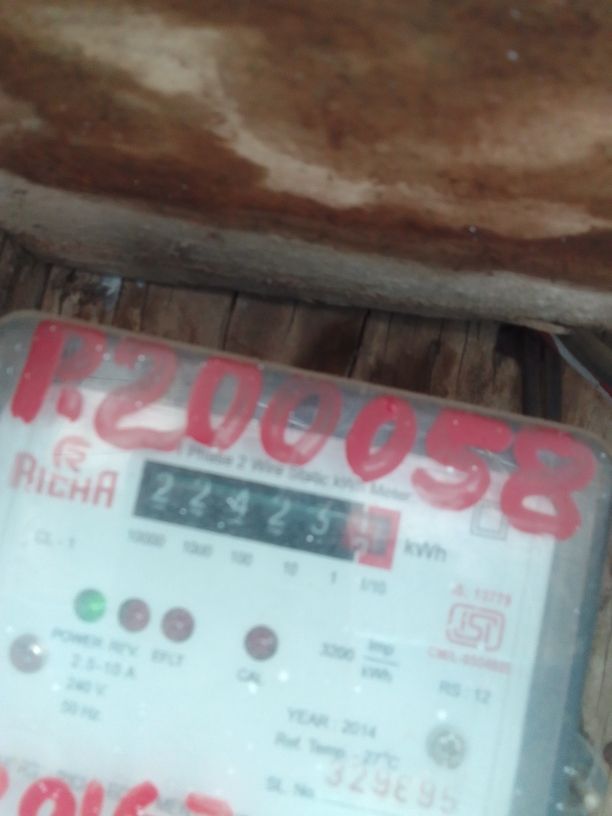 P.200058
RICHA
Phase 2 Wire Static kWh Meter
22423
kWh
10000 1000 100 10 1 1/10
CL - 1
POWER REV. EFLT
CAL
3200 imp/kWh
IS: 13779
2.5-10 A
240 V
50 Hz
RS : 12
YEAR : 2014
Ref. Temp - 27°C
SL. No. 329895